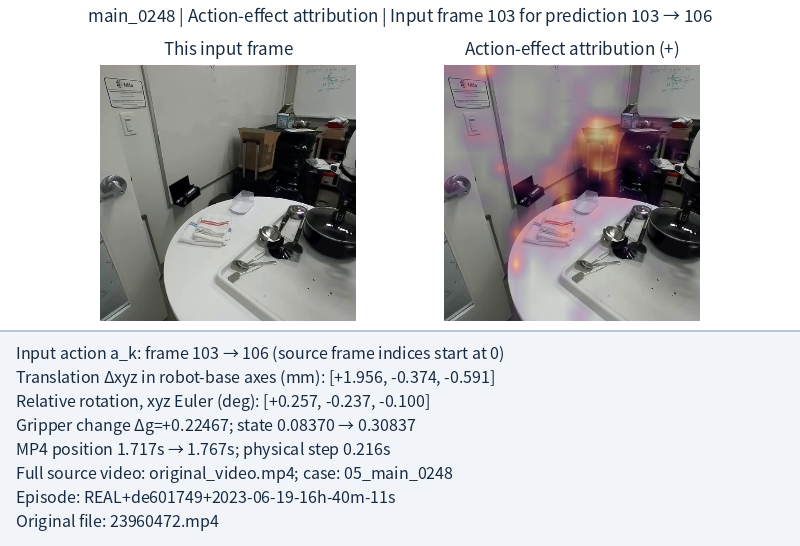 main_0248 | Action-effect attribution | Input frame 103 for prediction 103 → 106
This input frame
Action-effect attribution (+)
Input action a_k: frame 103 → 106 (source frame indices start at 0)
Translation Δxyz in robot-base axes (mm): [+1.956, -0.374, -0.591]
Relative rotation, xyz Euler (deg): [+0.257, -0.237, -0.100]
Gripper change Δg=+0.22467; state 0.08370 → 0.30837
MP4 position 1.717s → 1.767s; physical step 0.216s
Full source video: original_video.mp4; case: 05_main_0248
Episode: REAL+de601749+2023-06-19-16h-40m-11s
Original file: 23960472.mp4